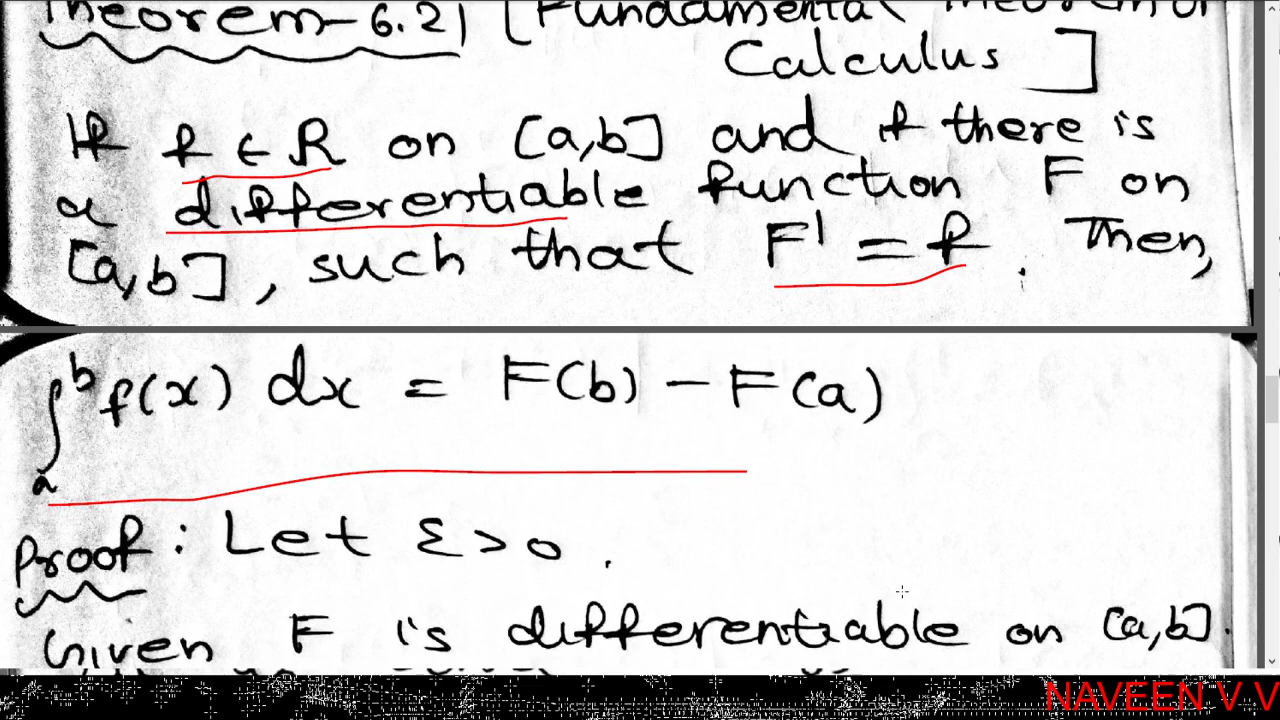 Theorem-6.21 [Fundamental Theorem of
Calculus ]
If f ∈ R on [a,b] and if there is
a differentiable function F on
[a,b], such that F' = f. Then,
∫ₐᵇ f(x) dx = F(b) - F(a)
Proof : Let ε > 0 .
Given F is differentiable on [a,b].
NAVEEN V V